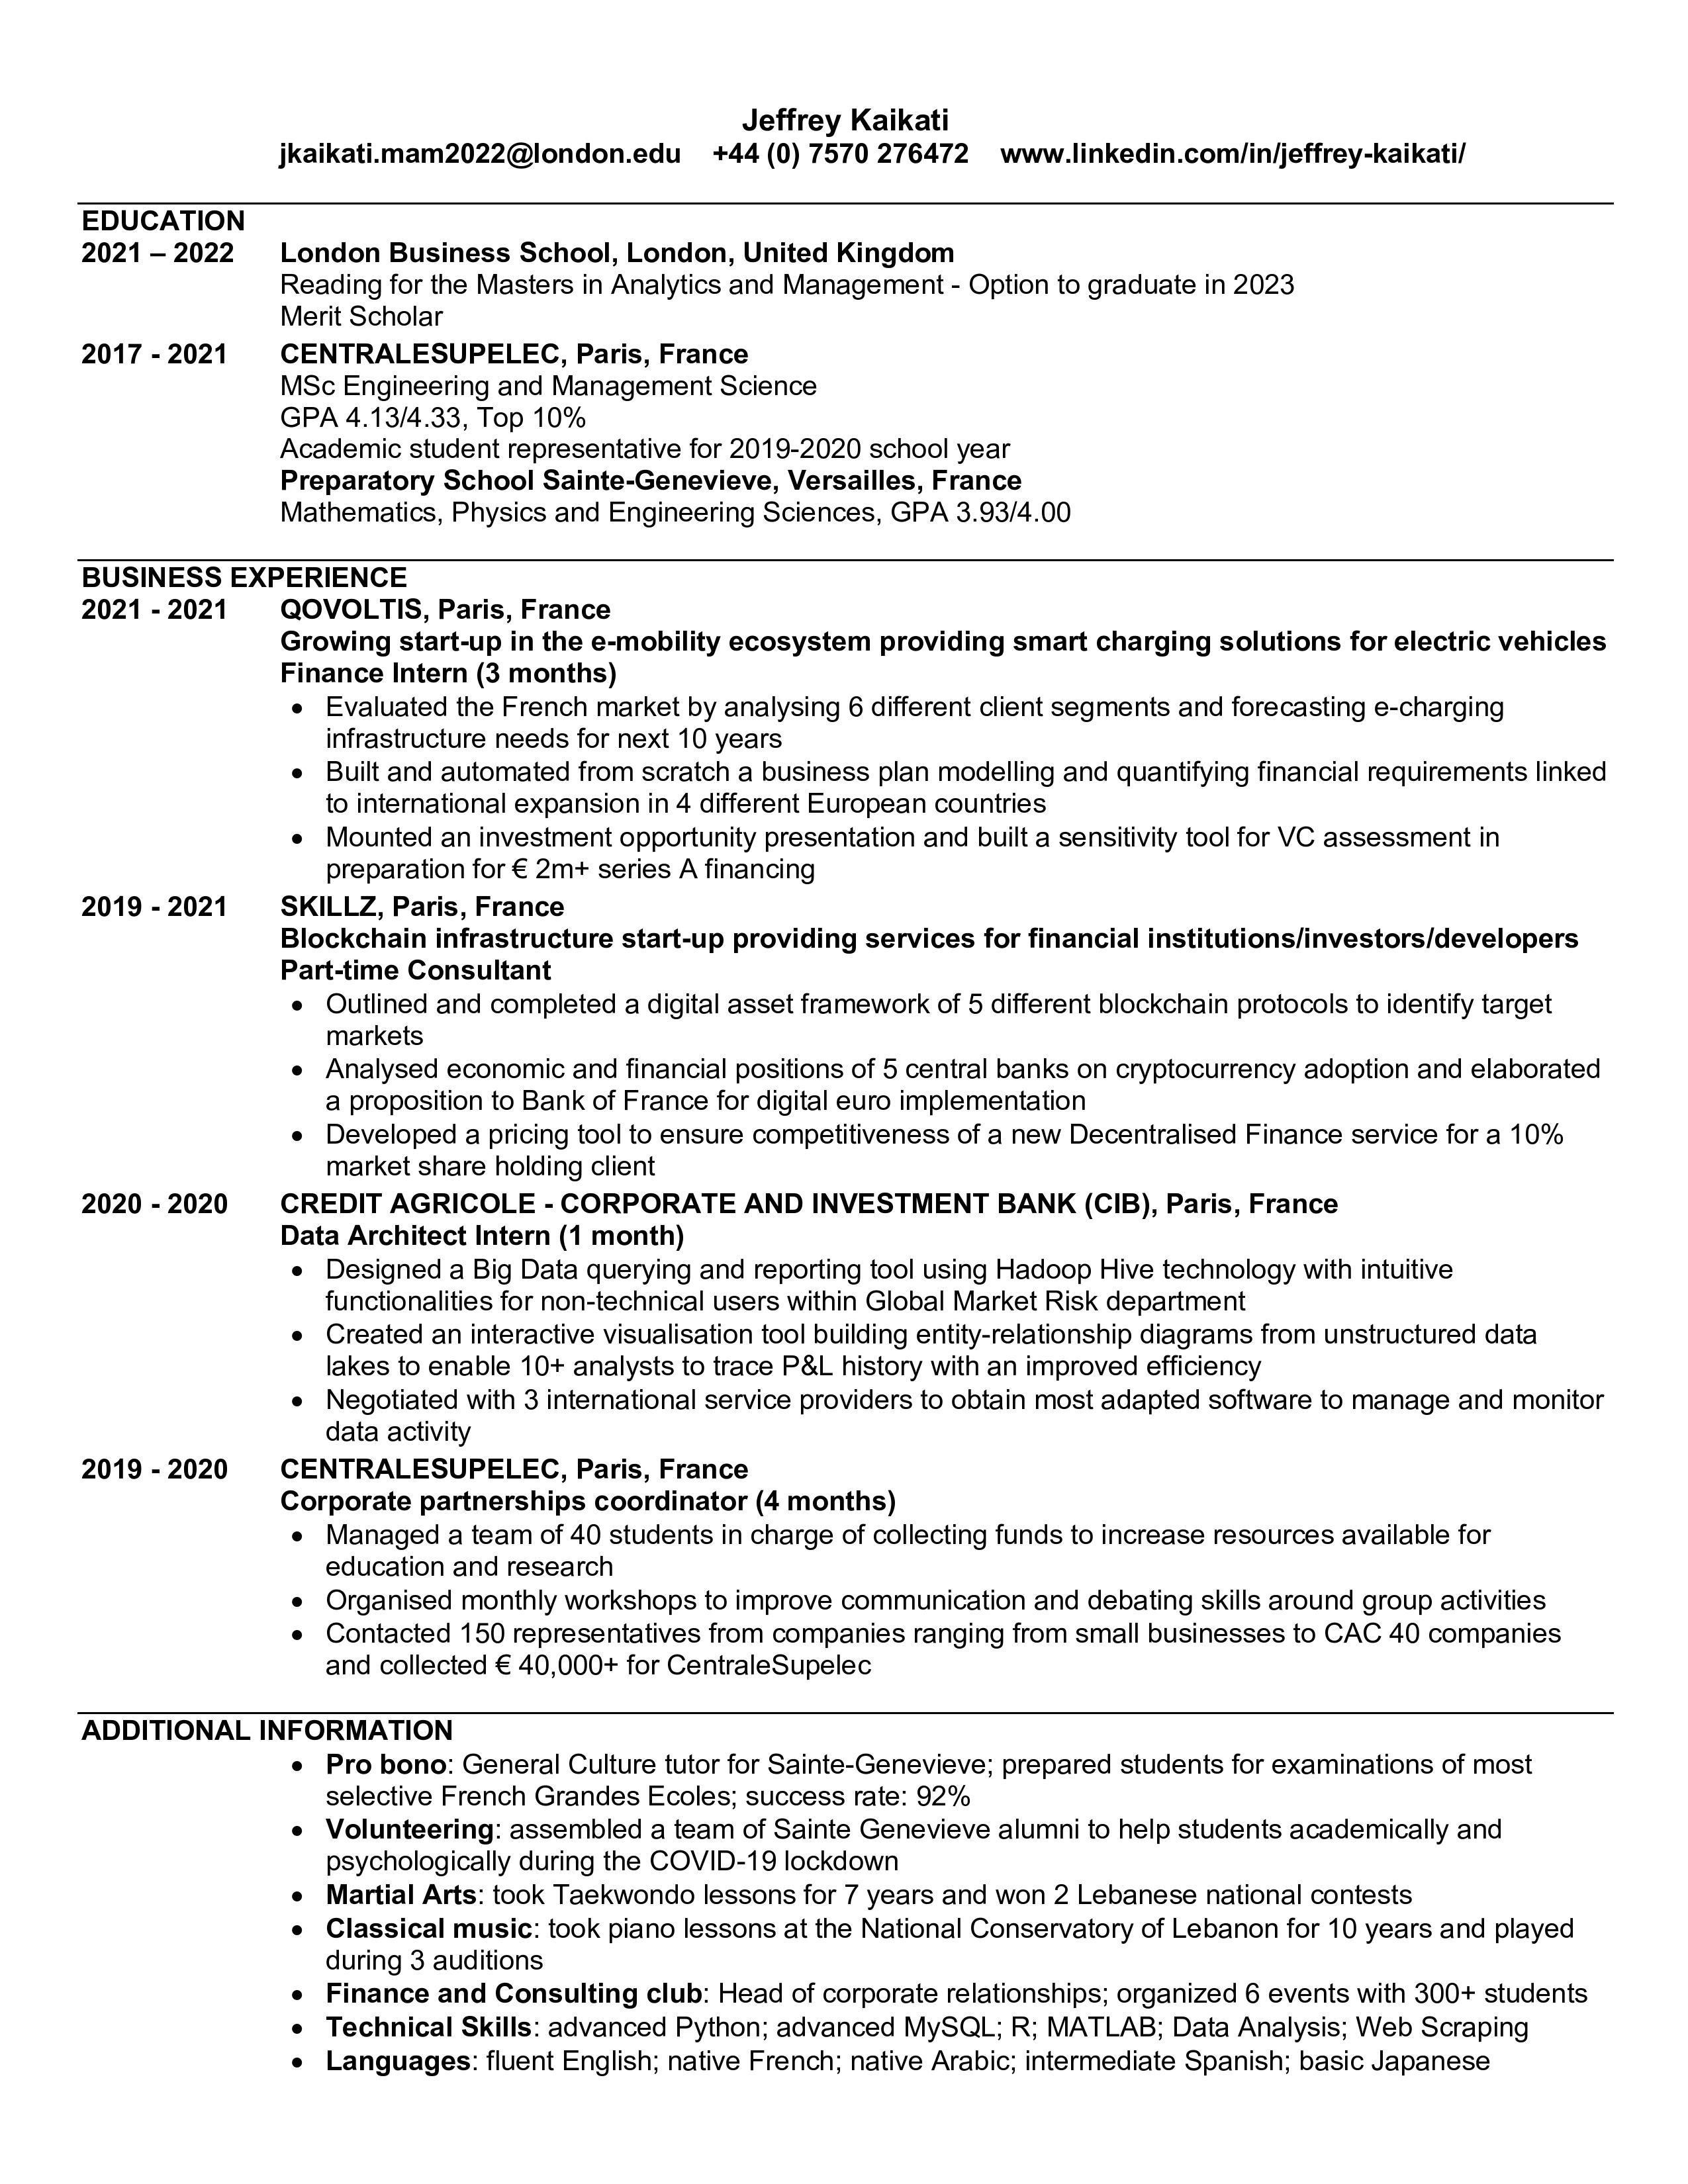 Jeffrey Kaikati
jkaikati.mam2022@london.edu +44 (0) 7570 276472 www.linkedin.com/in/jeffrey-kaikati/
EDUCATION
2021 – 2022 London Business School, London, United Kingdom
Reading for the Masters in Analytics and Management - Option to graduate in 2023
Merit Scholar
2017 - 2021 CENTRALESUPELEC, Paris, France
MSc Engineering and Management Science
GPA 4.13/4.33, Top 10%
Academic student representative for 2019-2020 school year
Preparatory School Sainte-Genevieve, Versailles, France
Mathematics, Physics and Engineering Sciences, GPA 3.93/4.00
BUSINESS EXPERIENCE
2021 - 2021 QOVOLTIS, Paris, France
Growing start-up in the e-mobility ecosystem providing smart charging solutions for electric vehicles
Finance Intern (3 months)
• Evaluated the French market by analysing 6 different client segments and forecasting e-charging
infrastructure needs for next 10 years
• Built and automated from scratch a business plan modelling and quantifying financial requirements linked
to international expansion in 4 different European countries
• Mounted an investment opportunity presentation and built a sensitivity tool for VC assessment in
preparation for € 2m+ series A financing
2019 - 2021 SKILLZ, Paris, France
Blockchain infrastructure start-up providing services for financial institutions/investors/developers
Part-time Consultant
• Outlined and completed a digital asset framework of 5 different blockchain protocols to identify target
markets
• Analysed economic and financial positions of 5 central banks on cryptocurrency adoption and elaborated
a proposition to Bank of France for digital euro implementation
• Developed a pricing tool to ensure competitiveness of a new Decentralised Finance service for a 10%
market share holding client
2020 - 2020 CREDIT AGRICOLE - CORPORATE AND INVESTMENT BANK (CIB), Paris, France
Data Architect Intern (1 month)
• Designed a Big Data querying and reporting tool using Hadoop Hive technology with intuitive
functionalities for non-technical users within Global Market Risk department
• Created an interactive visualisation tool building entity-relationship diagrams from unstructured data
lakes to enable 10+ analysts to trace P&L history with an improved efficiency
• Negotiated with 3 international service providers to obtain most adapted software to manage and monitor
data activity
2019 - 2020 CENTRALESUPELEC, Paris, France
Corporate partnerships coordinator (4 months)
• Managed a team of 40 students in charge of collecting funds to increase resources available for
education and research
• Organised monthly workshops to improve communication and debating skills around group activities
• Contacted 150 representatives from companies ranging from small businesses to CAC 40 companies
and collected € 40,000+ for CentraleSupelec
ADDITIONAL INFORMATION
• Pro bono: General Culture tutor for Sainte-Genevieve; prepared students for examinations of most
selective French Grandes Ecoles; success rate: 92%
• Volunteering: assembled a team of Sainte Genevieve alumni to help students academically and
psychologically during the COVID-19 lockdown
• Martial Arts: took Taekwondo lessons for 7 years and won 2 Lebanese national contests
• Classical music: took piano lessons at the National Conservatory of Lebanon for 10 years and played
during 3 auditions
• Finance and Consulting club: Head of corporate relationships; organized 6 events with 300+ students
• Technical Skills: advanced Python; advanced MySQL; R; MATLAB; Data Analysis; Web Scraping
• Languages: fluent English; native French; native Arabic; intermediate Spanish; basic Japanese